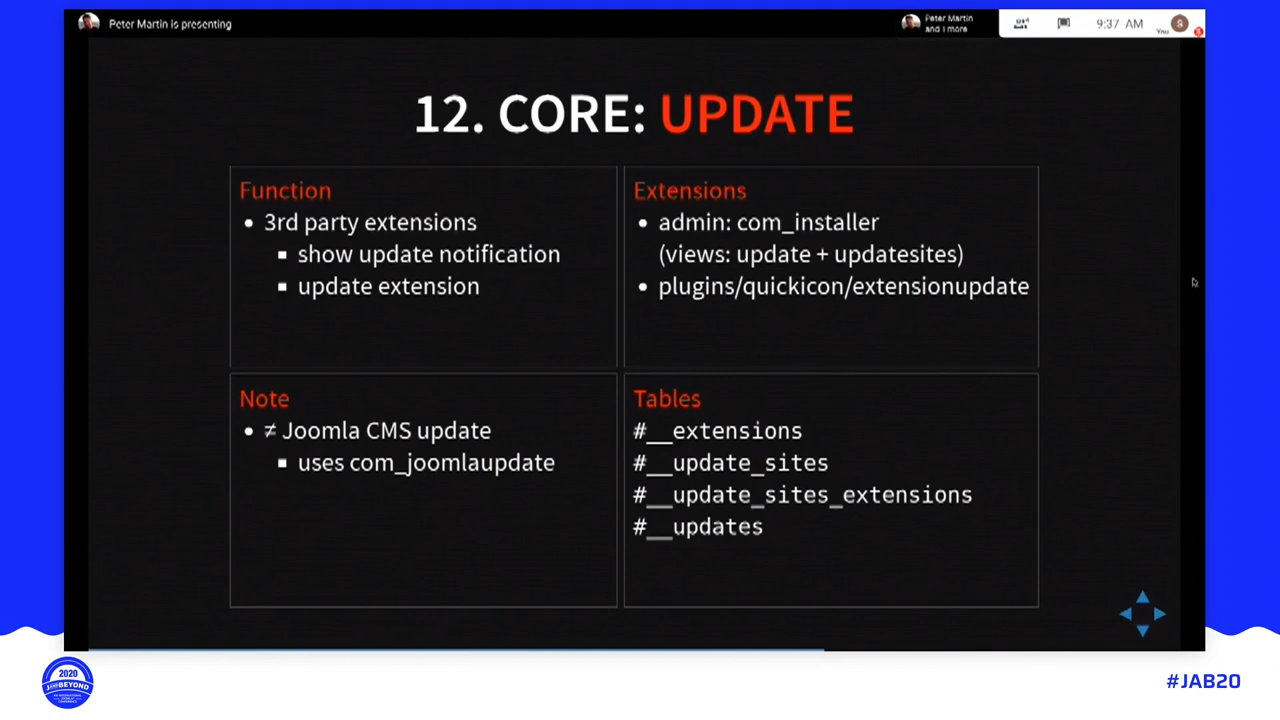 Peter Martin is presenting
Peter Martin
and 1 more
9:37 AM
You
S
12. CORE: UPDATE
Function
• 3rd party extensions
▪ show update notification
▪ update extension
Extensions
• admin: com_installer
(views: update + updatesites)
• plugins/quickicon/extensionupdate
Note
• ≠ Joomla CMS update
▪ uses com_joomlaupdate
Tables
#__extensions
#__update_sites
#__update_sites_extensions
#__updates
2020
BEYOND
#JAB20